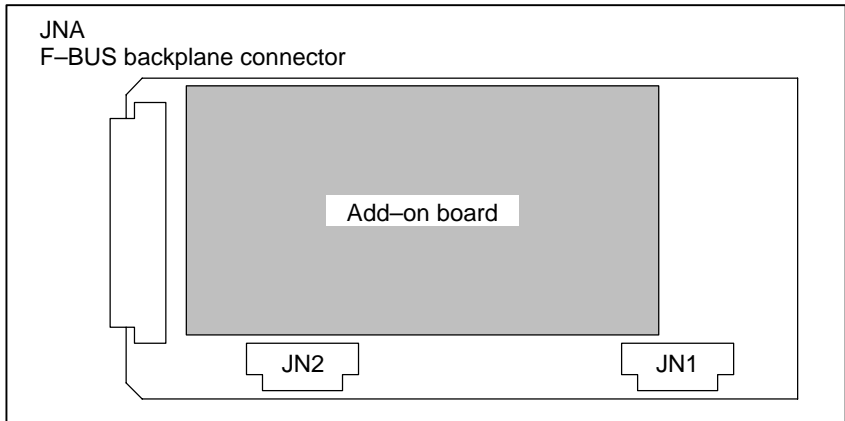 JNA
F–BUS backplane connector
Add–on board
JN2
JN1